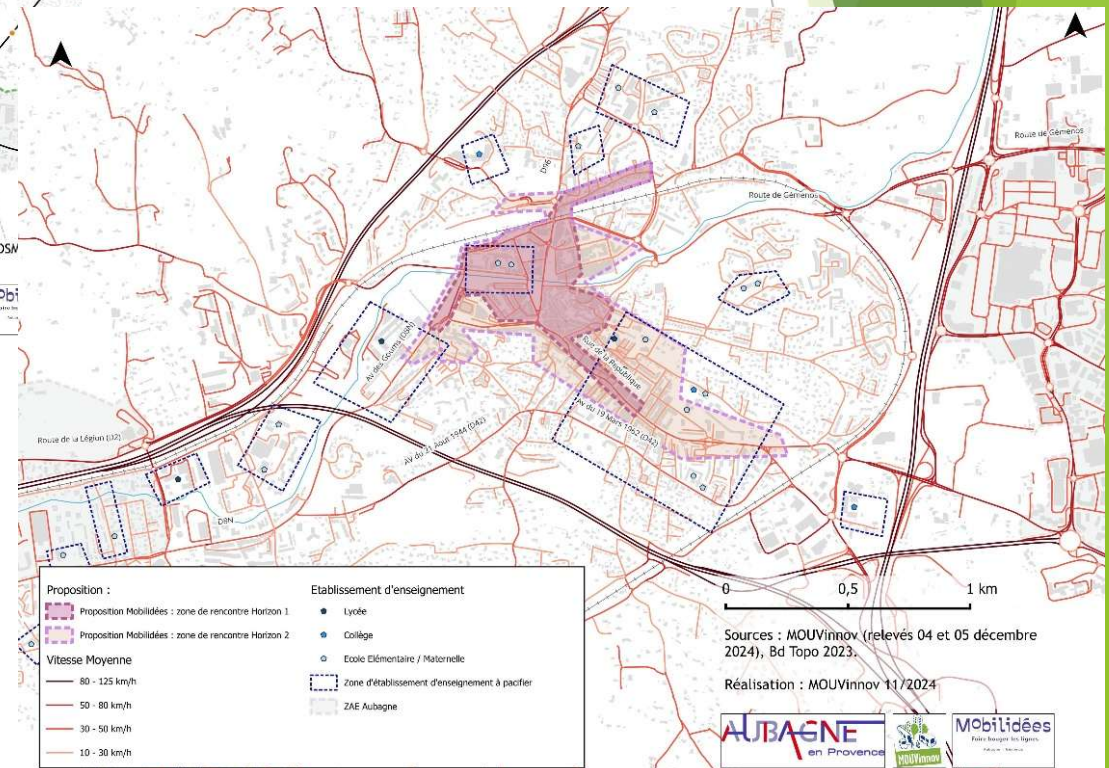 Route de Gémenos
D96
Route de Gémenos
Av des Goums (D8N)
Rue de la République
Av du 19 Mars 1962 (D42)
AV du 21 Aout 1944 (D42)
Route de la Légion (D2)
D8N
Proposition :
Proposition Mobilidées : zone de rencontre Horizon 1
Proposition Mobilidées : zone de rencontre Horizon 2
Vitesse Moyenne
80 - 125 km/h
50 - 80 km/h
30 - 50 km/h
10 - 30 km/h
Etablissement d'enseignement
Lycée
Collège
Ecole Elémentaire / Maternelle
Zone d'établissement d'enseignement à pacifier
ZAE Aubagne
0 0,5 1 km
Sources : MOUVinnov (relevés 04 et 05 décembre
2024), Bd Topo 2023.
Réalisation : MOUVinnov 11/2024
AUBAGNE
en Provence
MOUVinnov
Mobilidées
Faire bouger les lignes